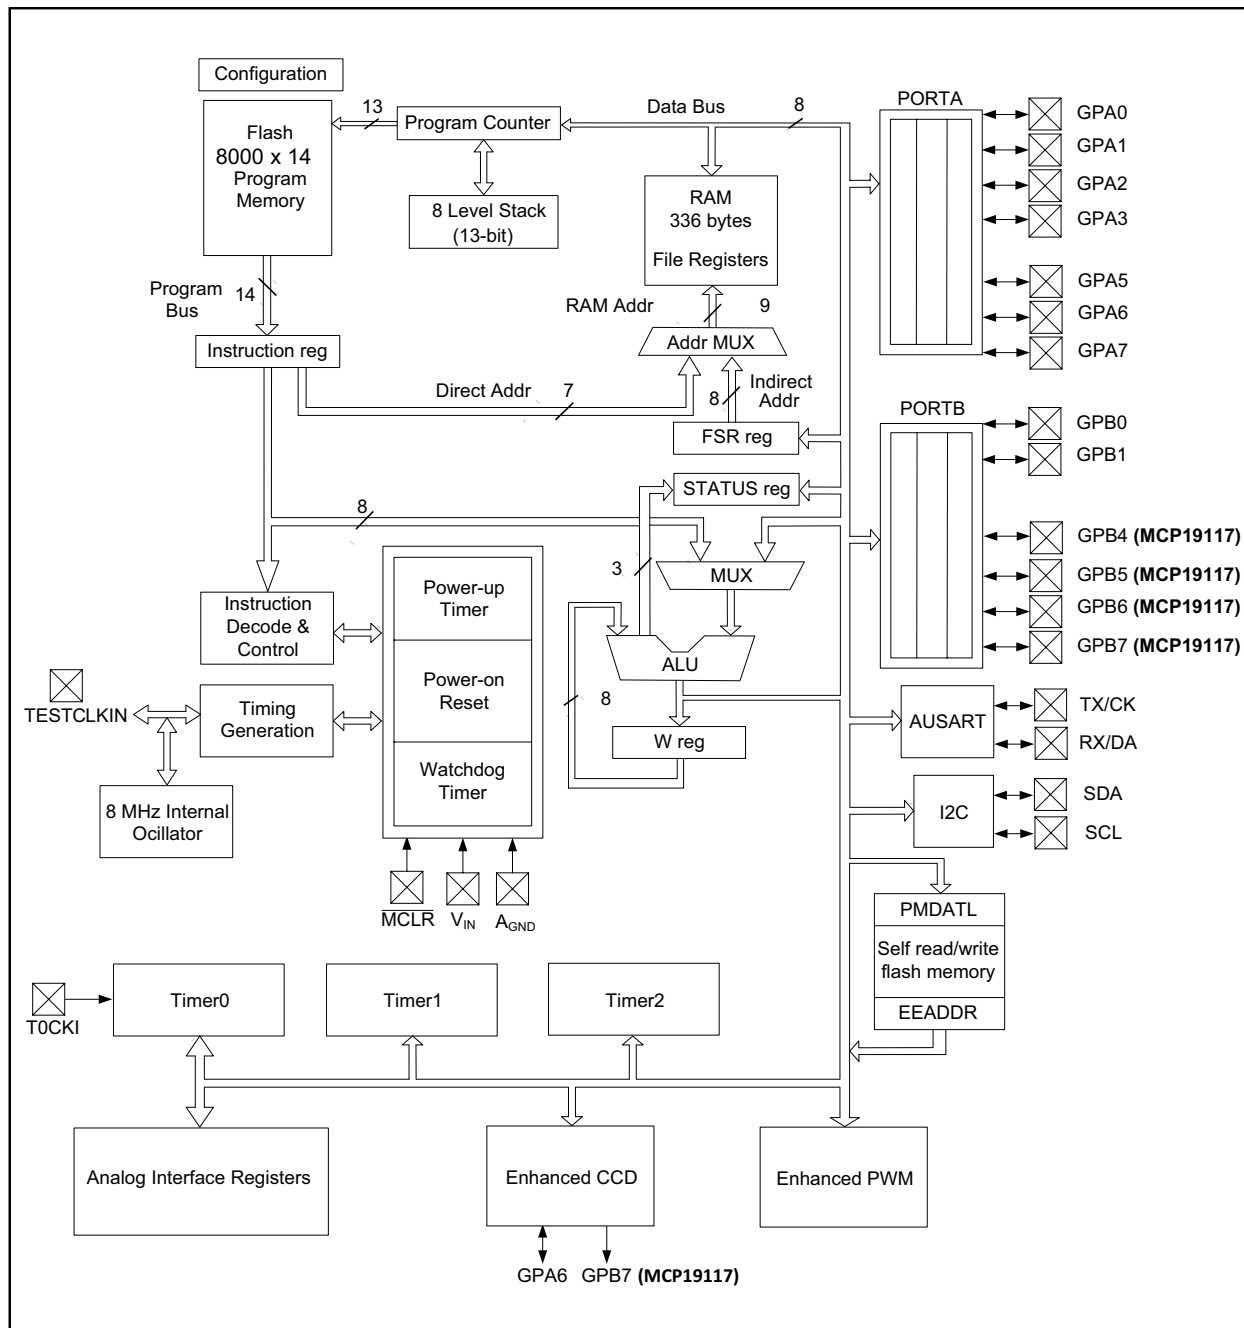 Configuration
Flash
8000 x 14
Program
Memory
13
Program Counter
Data Bus
8
8 Level Stack
(13-bit)
RAM
336 bytes
File Registers
Program
Bus
14
RAM Addr
9
Instruction reg
Addr MUX
Direct Addr
7
8
Indirect
Addr
FSR reg
STATUS reg
8
3
MUX
Instruction
Decode &
Control
Power-up
Timer
ALU
TESTCLKIN
Timing
Generation
Power-on
Reset
8
W reg
8 MHz Internal
Ocillator
Watchdog
Timer
MCLR
VIN
AGND
PORTA
GPA0
GPA1
GPA2
GPA3
GPA5
GPA6
GPA7
PORTB
GPB0
GPB1
GPB4 (MCP19117)
GPB5 (MCP19117)
GPB6 (MCP19117)
GPB7 (MCP19117)
AUSART
TX/CK
RX/DA
I2C
SDA
SCL
PMDATL
Self read/write
flash memory
EEADDR
T0CKI
Timer0
Timer1
Timer2
Analog Interface Registers
Enhanced CCD
Enhanced PWM
GPA6
GPB7 (MCP19117)